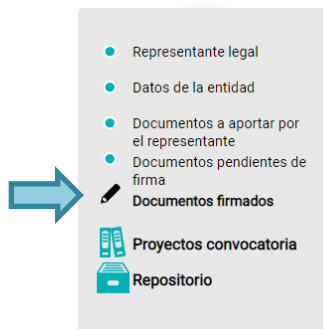 Representante legal
Datos de la entidad
Documentos a aportar por
el representante
Documentos pendientes de
firma
Documentos firmados
Proyectos convocatoria
Repositorio